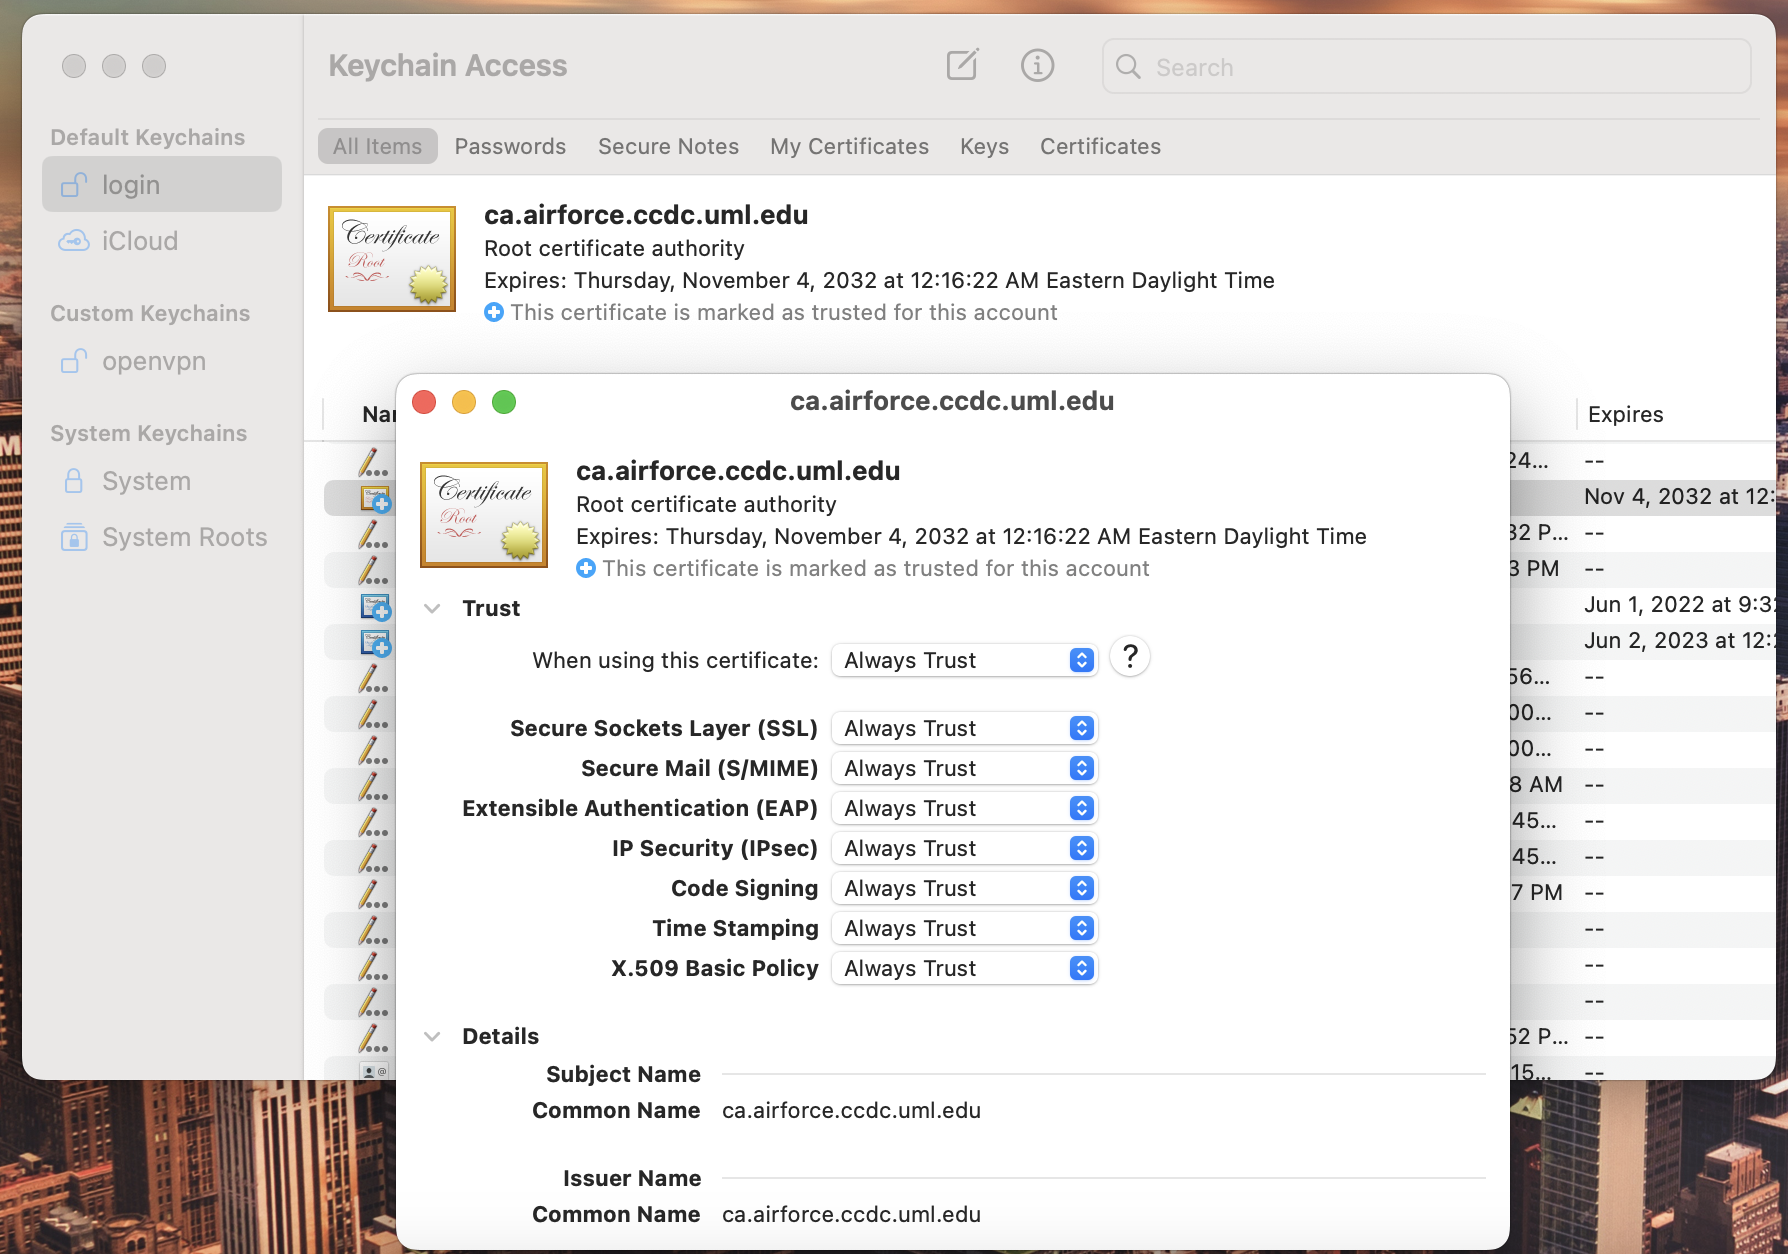 Keychain Access
Search
Default Keychains
login
iCloud
Custom Keychains
openvpn
System Keychains
System
System Roots
All Items
Passwords
Secure Notes
My Certificates
Keys
Certificates
Certificate
Root
ca.airforce.ccdc.uml.edu
Root certificate authority
Expires: Thursday, November 4, 2032 at 12:16:22 AM Eastern Daylight Time
This certificate is marked as trusted for this account
Expires
24... --
Nov 4, 2032 at 12:
32 P... --
3 PM --
Jun 1, 2022 at 9:32
Jun 2, 2023 at 12:
56... --
00... --
00... --
8 AM --
45... --
45... --
7 PM --
--
--
--
52 P... --
15... --
ca.airforce.ccdc.uml.edu
Certificate
Root
ca.airforce.ccdc.uml.edu
Root certificate authority
Expires: Thursday, November 4, 2032 at 12:16:22 AM Eastern Daylight Time
This certificate is marked as trusted for this account
Trust
When using this certificate: Always Trust ?
Secure Sockets Layer (SSL) Always Trust
Secure Mail (S/MIME) Always Trust
Extensible Authentication (EAP) Always Trust
IP Security (IPsec) Always Trust
Code Signing Always Trust
Time Stamping Always Trust
X.509 Basic Policy Always Trust
Details
Subject Name
Common Name ca.airforce.ccdc.uml.edu
Issuer Name
Common Name ca.airforce.ccdc.uml.edu